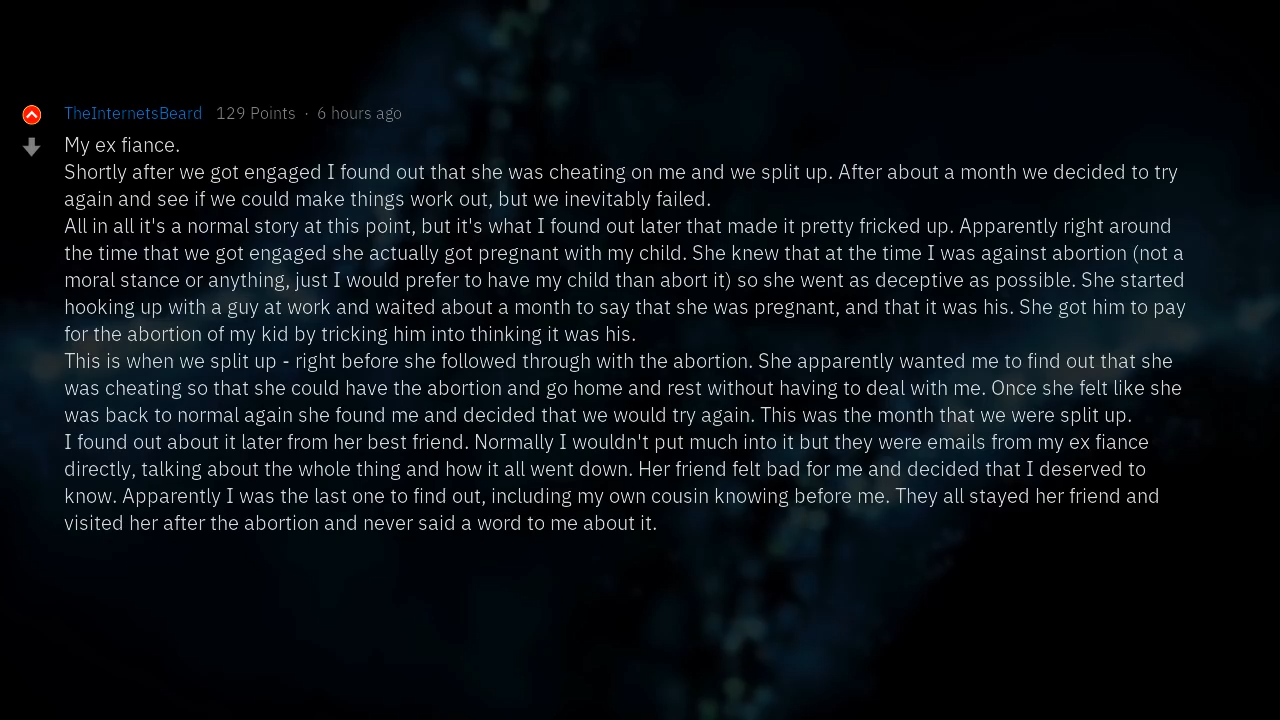 TheInternetsBeard 129 Points · 6 hours ago
My ex fiance.
Shortly after we got engaged I found out that she was cheating on me and we split up. After about a month we decided to try
again and see if we could make things work out, but we inevitably failed.
All in all it's a normal story at this point, but it's what I found out later that made it pretty fricked up. Apparently right around
the time that we got engaged she actually got pregnant with my child. She knew that at the time I was against abortion (not a
moral stance or anything, just I would prefer to have my child than abort it) so she went as deceptive as possible. She started
hooking up with a guy at work and waited about a month to say that she was pregnant, and that it was his. She got him to pay
for the abortion of my kid by tricking him into thinking it was his.
This is when we split up - right before she followed through with the abortion. She apparently wanted me to find out that she
was cheating so that she could have the abortion and go home and rest without having to deal with me. Once she felt like she
was back to normal again she found me and decided that we would try again. This was the month that we were split up.
I found out about it later from her best friend. Normally I wouldn't put much into it but they were emails from my ex fiance
directly, talking about the whole thing and how it all went down. Her friend felt bad for me and decided that I deserved to
know. Apparently I was the last one to find out, including my own cousin knowing before me. They all stayed her friend and
visited her after the abortion and never said a word to me about it.